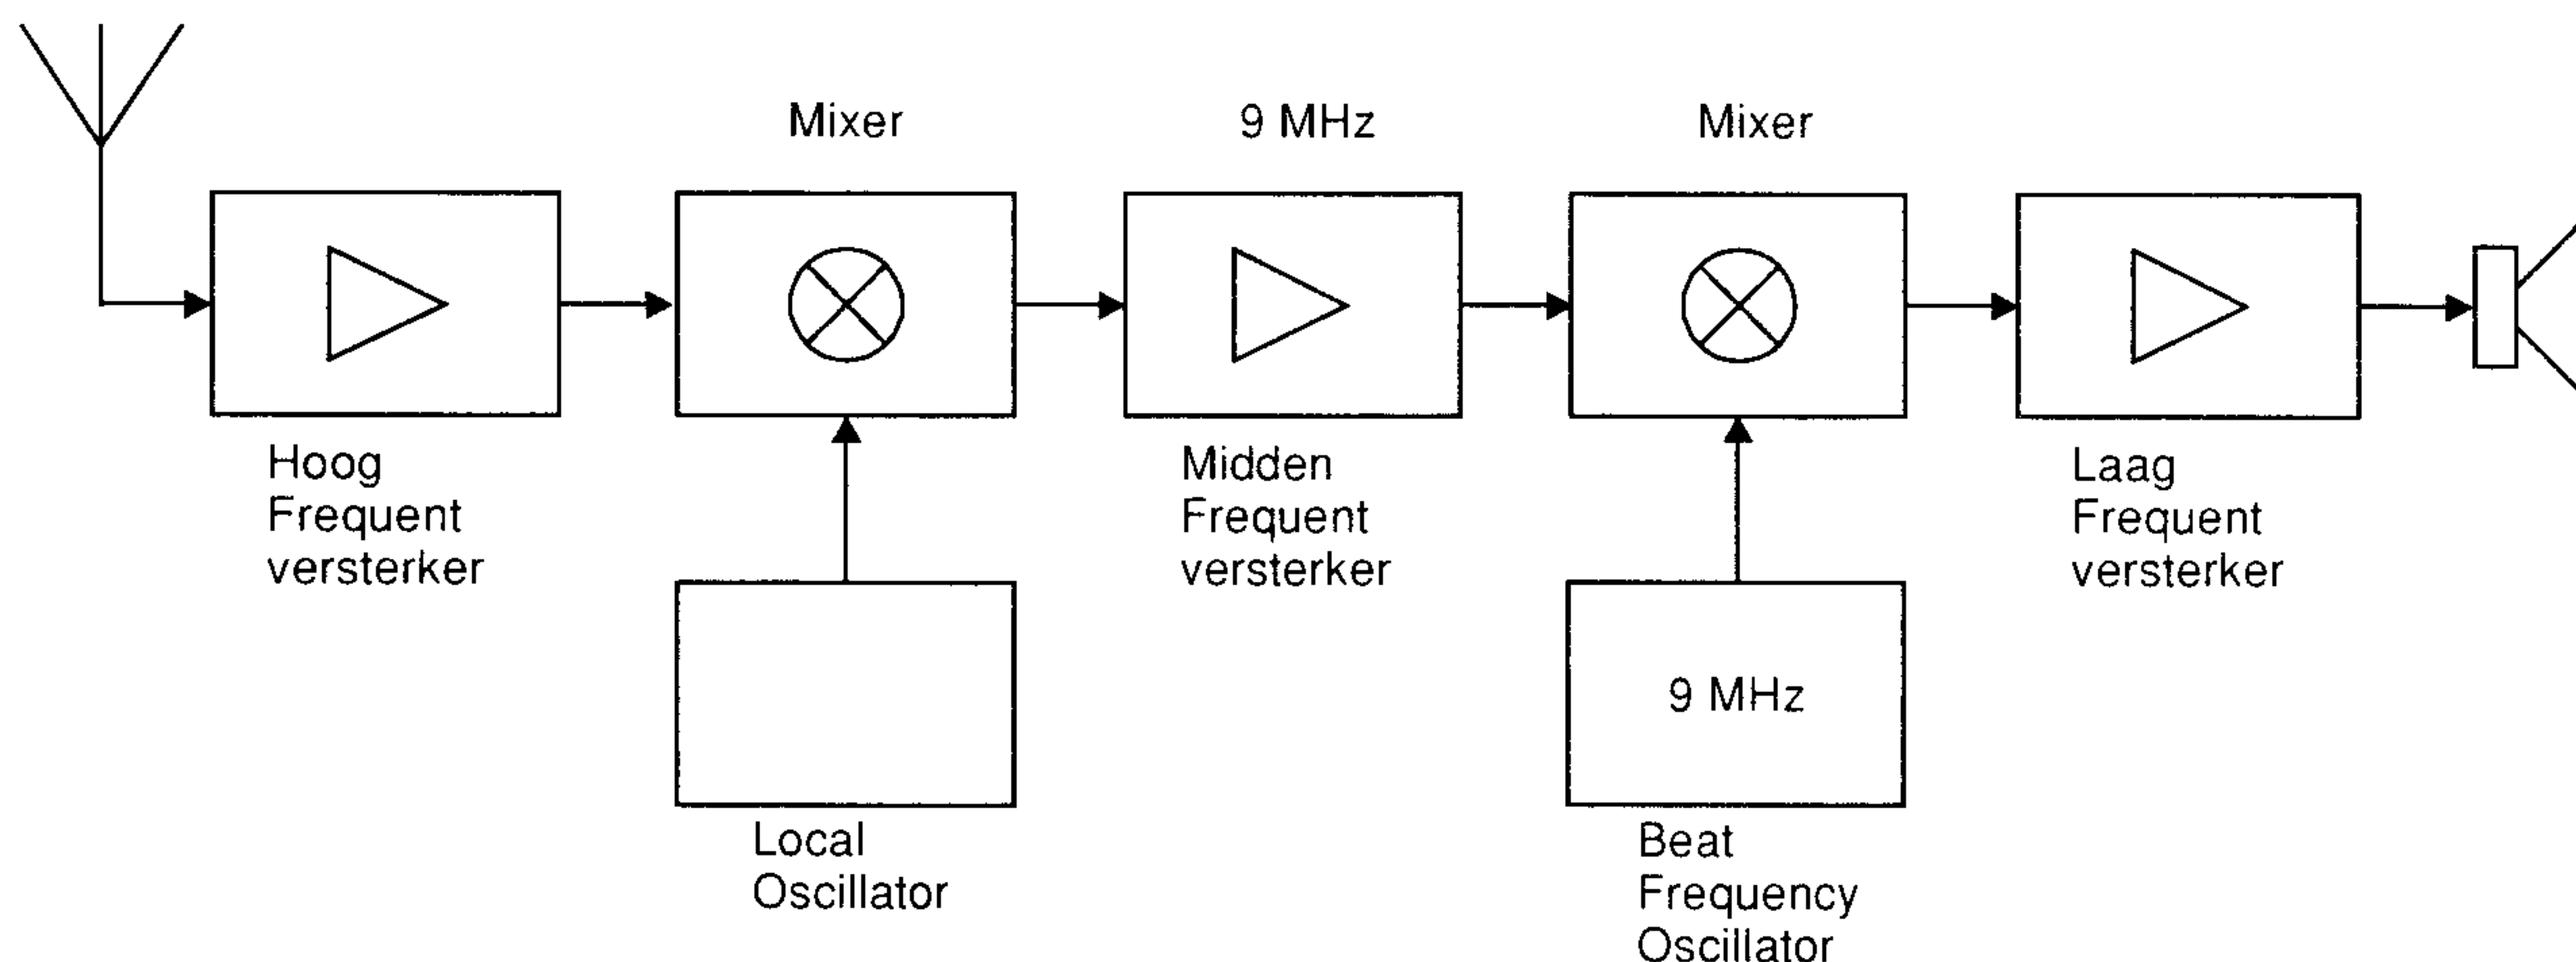 Mixer
9 MHz
Mixer
Hoog
Frequent
versterker
Midden
Frequent
versterker
Laag
Frequent
versterker
9 MHz
Local
Oscillator
Beat
Frequency
Oscillator